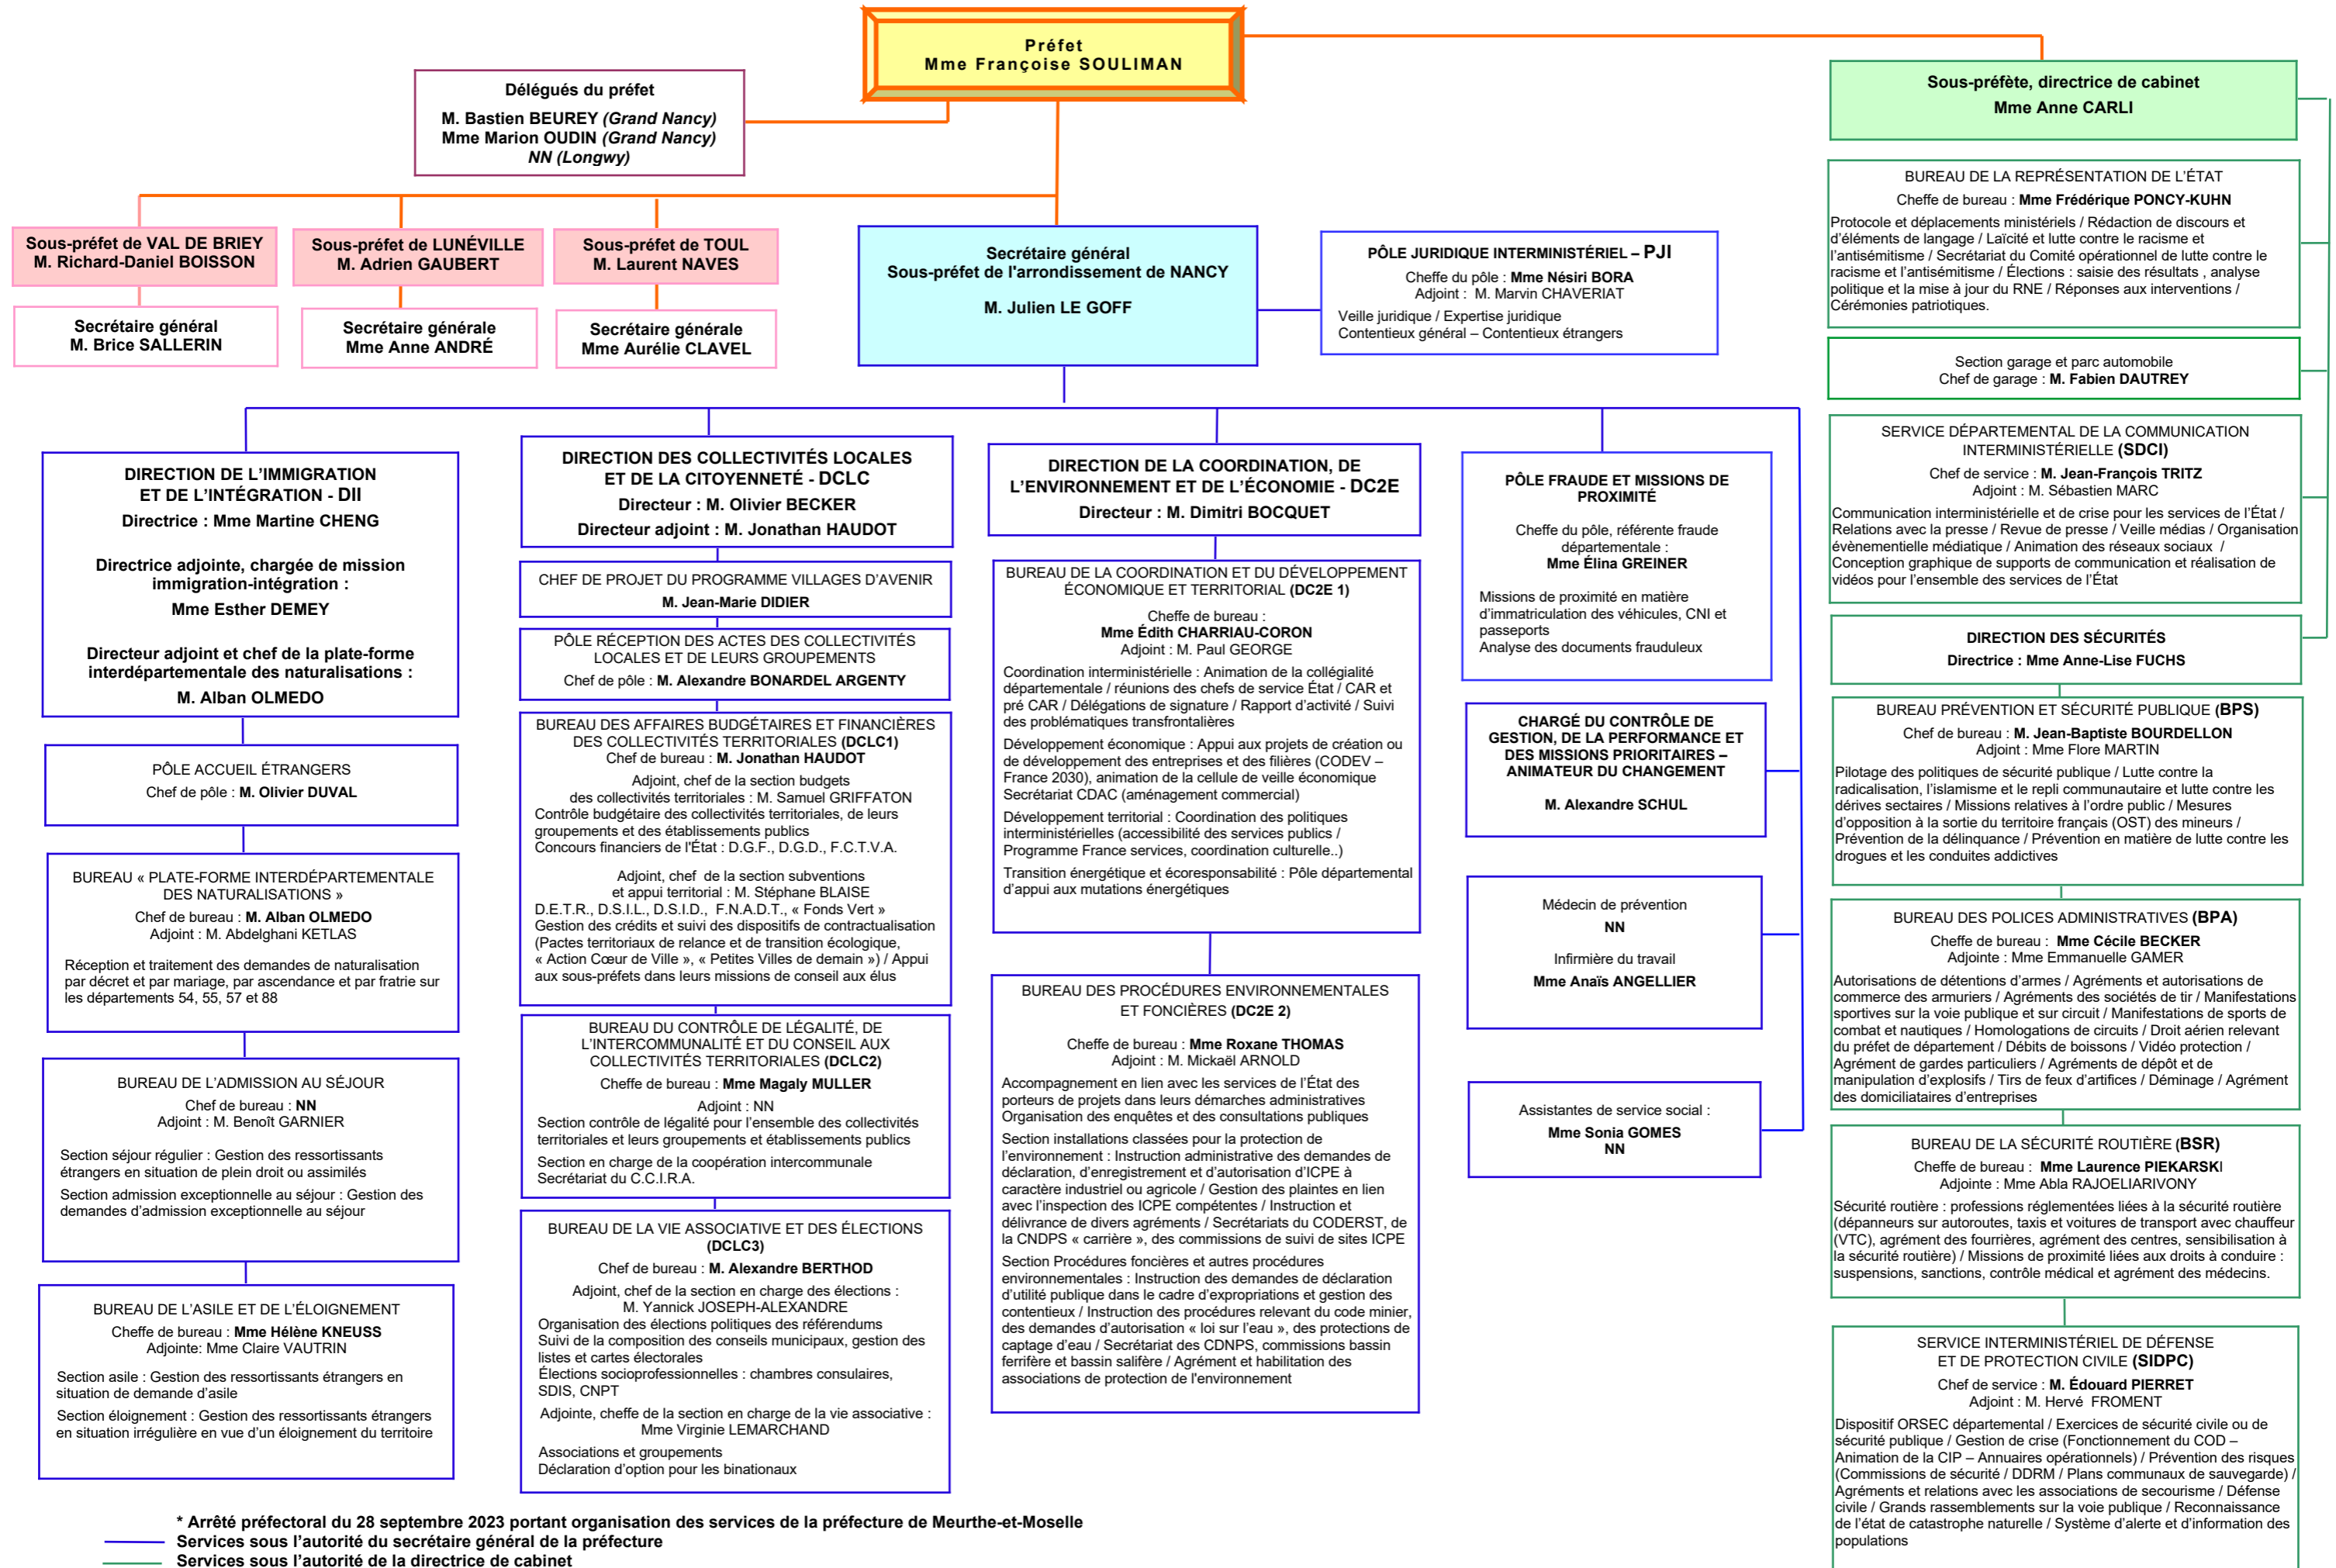 Préfet
Mme Françoise SOULIMAN
Délégués du préfet
M. Bastien BEUREY (Grand Nancy)
Mme Marion OUDIN (Grand Nancy)
NN (Longwy)
Sous-préfet de VAL DE BRIEY
M. Richard-Daniel BOISSON
Secrétaire général
M. Brice SALLERIN
Sous-préfet de LUNÉVILLE
M. Adrien GAUBERT
Secrétaire générale
Mme Anne ANDRÉ
Sous-préfet de TOUL
M. Laurent NAVES
Secrétaire générale
Mme Aurélie CLAVEL
Secrétaire général
Sous-préfet de l'arrondissement de NANCY
M. Julien LE GOFF
PÔLE JURIDIQUE INTERMINISTÉRIEL – PJI
Cheffe du pôle : Mme Nésiri BORA
Adjoint : M. Marvin CHAVERIAT
Veille juridique / Expertise juridique
Contentieux général – Contentieux étrangers
DIRECTION DE L'IMMIGRATION
ET DE L'INTÉGRATION - DII
Directrice : Mme Martine CHENG
Directrice adjointe, chargée de mission
immigration-intégration :
Mme Esther DEMEY
Directeur adjoint et chef de la plate-forme
interdépartementale des naturalisations :
M. Alban OLMEDO
PÔLE ACCUEIL ÉTRANGERS
Chef de pôle : M. Olivier DUVAL
BUREAU « PLATE-FORME INTERDÉPARTEMENTALE
DES NATURALISATIONS »
Chef de bureau : M. Alban OLMEDO
Adjoint : M. Abdelghani KETLAS
Réception et traitement des demandes de naturalisation
par décret et par mariage, par ascendance et par fratrie sur
les départements 54, 55, 57 et 88
BUREAU DE L'ADMISSION AU SÉJOUR
Chef de bureau : NN
Adjoint : M. Benoît GARNIER
Section séjour régulier : Gestion des ressortissants
étrangers en situation de plein droit ou assimilés
Section admission exceptionnelle au séjour : Gestion des
demandes d'admission exceptionnelle au séjour
BUREAU DE L'ASILE ET DE L'ÉLOIGNEMENT
Cheffe de bureau : Mme Hélène KNEUSS
Adjointe: Mme Claire VAUTRIN
Section asile : Gestion des ressortissants étrangers en
situation de demande d'asile
Section éloignement : Gestion des ressortissants étrangers
en situation irrégulière en vue d'un éloignement du territoire
DIRECTION DES COLLECTIVITÉS LOCALES
ET DE LA CITOYENNETÉ - DCLC
Directeur : M. Olivier BECKER
Directeur adjoint : M. Jonathan HAUDOT
CHEF DE PROJET DU PROGRAMME VILLAGES D'AVENIR
M. Jean-Marie DIDIER
PÔLE RÉCEPTION DES ACTES DES COLLECTIVITÉS
LOCALES ET DE LEURS GROUPEMENTS
Chef de pôle : M. Alexandre BONARDEL ARGENTY
BUREAU DES AFFAIRES BUDGÉTAIRES ET FINANCIÈRES
DES COLLECTIVITÉS TERRITORIALES (DCLC1)
Chef de bureau : M. Jonathan HAUDOT
Adjoint, chef de la section budgets
des collectivités territoriales : M. Samuel GRIFFATON
Contrôle budgétaire des collectivités territoriales, de leurs
groupements et des établissements publics
Concours financiers de l'État : D.G.F., D.G.D., F.C.T.V.A.
Adjoint, chef de la section subventions
et appui territorial : M. Stéphane BLAISE
D.E.T.R., D.S.I.L., D.S.I.D., F.N.A.D.T., « Fonds Vert »
Gestion des crédits et suivi des dispositifs de contractualisation
(Pactes territoriaux de relance et de transition écologique,
« Action Cœur de Ville », « Petites Villes de demain ») / Appui
aux sous-préfets dans leurs missions de conseil aux élus
BUREAU DU CONTRÔLE DE LÉGALITÉ, DE
L'INTERCOMMUNALITÉ ET DU CONSEIL AUX
COLLECTIVITÉS TERRITORIALES (DCLC2)
Cheffe de bureau : Mme Magaly MULLER
Adjoint : NN
Section contrôle de légalité pour l'ensemble des collectivités
territoriales et leurs groupements et établissements publics
Section en charge de la coopération intercommunale
Secrétariat du C.C.I.R.A.
BUREAU DE LA VIE ASSOCIATIVE ET DES ÉLECTIONS
(DCLC3)
Chef de bureau : M. Alexandre BERTHOD
Adjoint, chef de la section en charge des élections :
M. Yannick JOSEPH-ALEXANDRE
Organisation des élections politiques des référendums
Suivi de la composition des conseils municipaux, gestion des
listes et cartes électorales
Élections socioprofessionnelles : chambres consulaires,
SDIS, CNPT
Adjointe, cheffe de la section en charge de la vie associative :
Mme Virginie LEMARCHAND
Associations et groupements
Déclaration d'option pour les binationaux
DIRECTION DE LA COORDINATION, DE
L'ENVIRONNEMENT ET DE L'ÉCONOMIE - DC2E
Directeur : M. Dimitri BOCQUET
BUREAU DE LA COORDINATION ET DU DÉVELOPPEMENT
ÉCONOMIQUE ET TERRITORIAL (DC2E 1)
Cheffe de bureau :
Mme Édith CHARRIAU-CORON
Adjoint : M. Paul GEORGE
Coordination interministérielle : Animation de la collégialité
départementale / réunions des chefs de service État / CAR et
pré CAR / Délégations de signature / Rapport d'activité / Suivi
des problématiques transfrontalières
Développement économique : Appui aux projets de création ou
de développement des entreprises et des filières (CODEV –
France 2030), animation de la cellule de veille économique
Secrétariat CDAC (aménagement commercial)
Développement territorial : Coordination des politiques
interministérielles (accessibilité des services publics /
Programme France services, coordination culturelle..)
Transition énergétique et écoresponsabilité : Pôle départemental
d'appui aux mutations énergétiques
BUREAU DES PROCÉDURES ENVIRONNEMENTALES
ET FONCIÈRES (DC2E 2)
Cheffe de bureau : Mme Roxane THOMAS
Adjoint : M. Mickaël ARNOLD
Accompagnement en lien avec les services de l'État des
porteurs de projets dans leurs démarches administratives
Organisation des enquêtes et des consultations publiques
Section installations classées pour la protection de
l'environnement : Instruction administrative des demandes de
déclaration, d'enregistrement et d'autorisation d'ICPE à
caractère industriel ou agricole / Gestion des plaintes en lien
avec l'inspection des ICPE compétentes / Instruction et
délivrance de divers agréments / Secrétariats du CODERST, de
la CNDPS « carrière », des commissions de suivi de sites ICPE
Section Procédures foncières et autres procédures
environnementales : Instruction des demandes de déclaration
d'utilité publique dans le cadre d'expropriations et gestion des
contentieux / Instruction des procédures relevant du code minier,
des demandes d'autorisation « loi sur l'eau », des protections de
captage d'eau / Secrétariat des CDNPS, commissions bassin
ferrifère et bassin salifère / Agrément et habilitation des
associations de protection de l'environnement
PÔLE FRAUDE ET MISSIONS DE
PROXIMITÉ
Cheffe du pôle, référente fraude
départementale :
Mme Élina GREINER
Missions de proximité en matière
d'immatriculation des véhicules, CNI et
passeports
Analyse des documents frauduleux
CHARGÉ DU CONTRÔLE DE
GESTION, DE LA PERFORMANCE ET
DES MISSIONS PRIORITAIRES –
ANIMATEUR DU CHANGEMENT
M. Alexandre SCHUL
Médecin de prévention
NN
Infirmière du travail
Mme Anaïs ANGELLIER
Assistantes de service social :
Mme Sonia GOMES
NN
Sous-préfète, directrice de cabinet
Mme Anne CARLI
BUREAU DE LA REPRÉSENTATION DE L'ÉTAT
Cheffe de bureau : Mme Frédérique PONCY-KUHN
Protocole et déplacements ministériels / Rédaction de discours et
d'éléments de langage / Laïcité et lutte contre le racisme et
l'antisémitisme / Secrétariat du Comité opérationnel de lutte contre le
racisme et l'antisémitisme / Élections : saisie des résultats , analyse
politique et la mise à jour du RNE / Réponses aux interventions /
Cérémonies patriotiques.
Section garage et parc automobile
Chef de garage : M. Fabien DAUTREY
SERVICE DÉPARTEMENTAL DE LA COMMUNICATION
INTERMINISTÉRIELLE (SDCI)
Chef de service : M. Jean-François TRITZ
Adjoint : M. Sébastien MARC
Communication interministérielle et de crise pour les services de l'État /
Relations avec la presse / Revue de presse / Veille médias / Organisation
évènementielle médiatique / Animation des réseaux sociaux /
Conception graphique de supports de communication et réalisation de
vidéos pour l'ensemble des services de l'État
DIRECTION DES SÉCURITÉS
Directrice : Mme Anne-Lise FUCHS
BUREAU PRÉVENTION ET SÉCURITÉ PUBLIQUE (BPS)
Chef de bureau : M. Jean-Baptiste BOURDELLON
Adjoint : Mme Flore MARTIN
Pilotage des politiques de sécurité publique / Lutte contre la
radicalisation, l'islamisme et le repli communautaire et lutte contre les
dérives sectaires / Missions relatives à l'ordre public / Mesures
d'opposition à la sortie du territoire français (OST) des mineurs /
Prévention de la délinquance / Prévention en matière de lutte contre les
drogues et les conduites addictives
BUREAU DES POLICES ADMINISTRATIVES (BPA)
Cheffe de bureau : Mme Cécile BECKER
Adjointe : Mme Emmanuelle GAMER
Autorisations de détentions d'armes / Agréments et autorisations de
commerce des armuriers / Agréments des sociétés de tir / Manifestations
sportives sur la voie publique et sur circuit / Manifestations de sports de
combat et nautiques / Homologations de circuits / Droit aérien relevant
du préfet de département / Débits de boissons / Vidéo protection /
Agrément de gardes particuliers / Agréments de dépôt et de
manipulation d'explosifs / Tirs de feux d'artifices / Déminage / Agrément
des domiciliataires d'entreprises
BUREAU DE LA SÉCURITÉ ROUTIÈRE (BSR)
Cheffe de bureau : Mme Laurence PIEKARSKI
Adjointe : Mme Abla RAJOELIARIVONY
Sécurité routière : professions réglementées liées à la sécurité routière
(dépanneurs sur autoroutes, taxis et voitures de transport avec chauffeur
(VTC), agrément des fourrières, agrément des centres, sensibilisation à
la sécurité routière) / Missions de proximité liées aux droits à conduire :
suspensions, sanctions, contrôle médical et agrément des médecins.
SERVICE INTERMINISTÉRIEL DE DÉFENSE
ET DE PROTECTION CIVILE (SIDPC)
Chef de service : M. Édouard PIERRET
Adjoint : M. Hervé FROMENT
Dispositif ORSEC départemental / Exercices de sécurité civile ou de
sécurité publique / Gestion de crise (Fonctionnement du COD –
Animation de la CIP – Annuaires opérationnels) / Prévention des risques
(Commissions de sécurité / DDRM / Plans communaux de sauvegarde) /
Agréments et relations avec les associations de secourisme / Défense
civile / Grands rassemblements sur la voie publique / Reconnaissance
de l'état de catastrophe naturelle / Système d'alerte et d'information des
populations
* Arrêté préfectoral du 28 septembre 2023 portant organisation des services de la préfecture de Meurthe-et-Moselle
Services sous l'autorité du secrétaire général de la préfecture
Services sous l'autorité de la directrice de cabinet